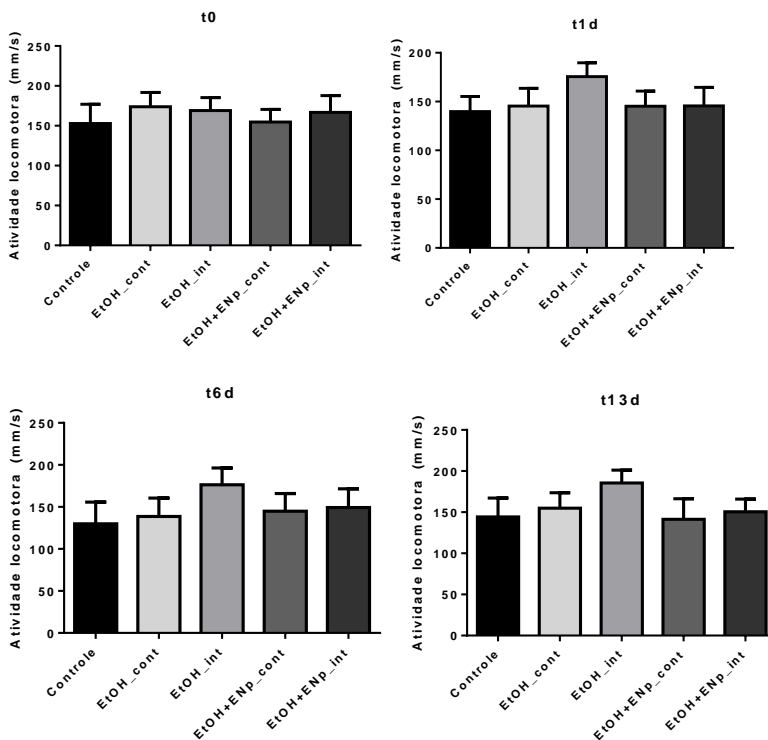 t0
Atividade locomotora (mm/s)
250
200
150
100
50
0
Controle
EtOH_cont
EtOH_int
EtOH+ENp_cont
EtOH+ENp_int
t1d
Atividade locomotora (mm/s)
200
150
100
50
0
Controle
EtOH_cont
EtOH_int
EtOH+ENp_cont
EtOH+ENp_int
t6d
Atividade locomotora (mm/s)
250
200
150
100
50
0
Controle
EtOH_cont
EtOH_int
EtOH+ENp_cont
EtOH+ENp_int
t13d
Atividade locomotora (mm/s)
250
200
150
100
50
0
Controle
EtOH_cont
EtOH_int
EtOH+ENp_cont
EtOH+ENp_int